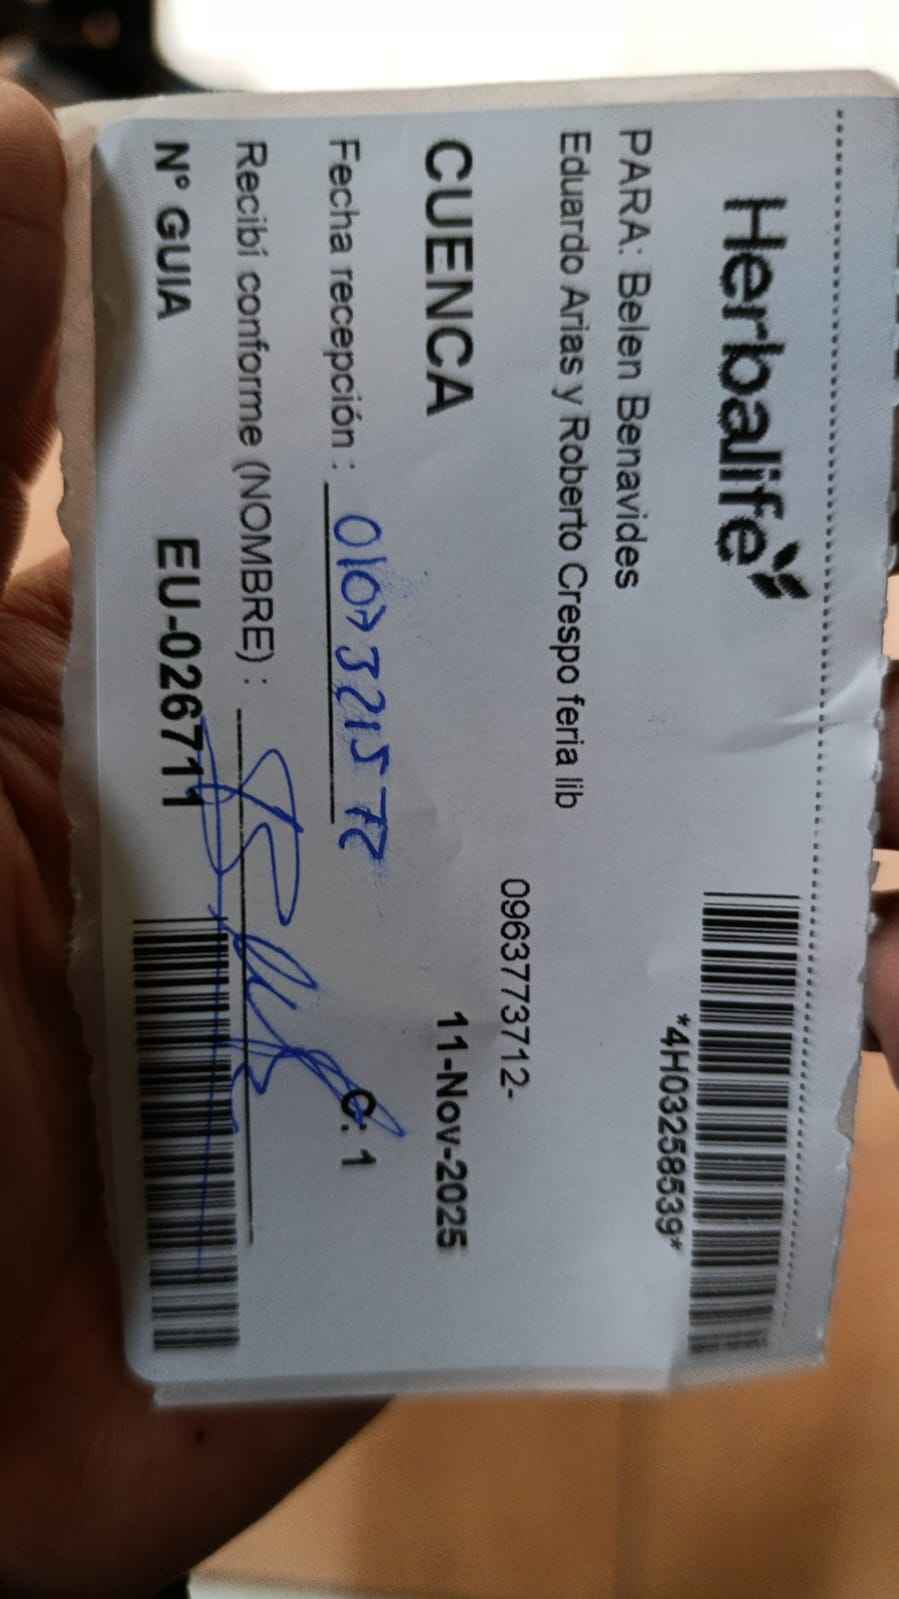 Herbalife
*4H03258539*
PARA: Belen Benavides
Eduardo Arias y Roberto Crespo feria lib
0963773712-
CUENCA 11-Nov-2025
Fecha recepción : 0107321572
C. 1
Recibí conforme (NOMBRE) :
Nº GUIA EU-026711